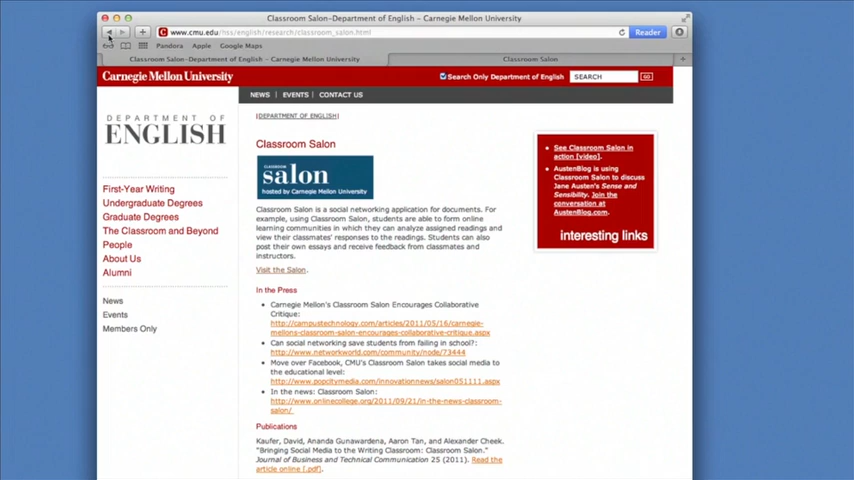 Classroom Salon-Department of English – Carnegie Mellon University
www.cmu.edu/hss/english/research/classroom_salon.html
Reader
Pandora Apple Google Maps
Classroom Salon-Department of English – Carnegie Mellon University
Classroom Salon
Carnegie Mellon University
Search Only Department of English
SEARCH
GO
NEWS | EVENTS | CONTACT US
DEPARTMENT OF
ENGLISH
First-Year Writing
Undergraduate Degrees
Graduate Degrees
The Classroom and Beyond
People
About Us
Alumni
News
Events
Members Only
[DEPARTMENT OF ENGLISH]
Classroom Salon
CLASSROOM
salon
hosted by Carnegie Mellon University
Classroom Salon is a social networking application for documents. For
example, using Classroom Salon, students are able to form online
learning communities in which they can analyze assigned readings and
view their classmates' responses to the readings. Students can also
post their own essays and receive feedback from classmates and
instructors.
Visit the Salon.
In the Press
• Carnegie Mellon's Classroom Salon Encourages Collaborative
Critique:
http://campustechnology.com/articles/2011/05/16/carnegie-
mellons-classroom-salon-encourages-collaborative-critique.aspx
• Can social networking save students from failing in school?:
http://www.networkworld.com/community/node/73444
• Move over Facebook, CMU's Classroom Salon takes social media to
the educational level:
http://www.popcitymedia.com/innovationnews/salon051111.aspx
• In the news: Classroom Salon:
http://www.onlinecollege.org/2011/09/21/in-the-news-classroom-
salon/
Publications
Kaufer, David, Ananda Gunawardena, Aaron Tan, and Alexander Cheek.
"Bringing Social Media to the Writing Classroom: Classroom Salon."
Journal of Business and Technical Communication 25 (2011). Read the
article online [.pdf].
• See Classroom Salon in
action [video].
• AustenBlog is using
Classroom Salon to discuss
Jane Austen's Sense and
Sensibility. Join the
conversation at
AustenBlog.com.
interesting links